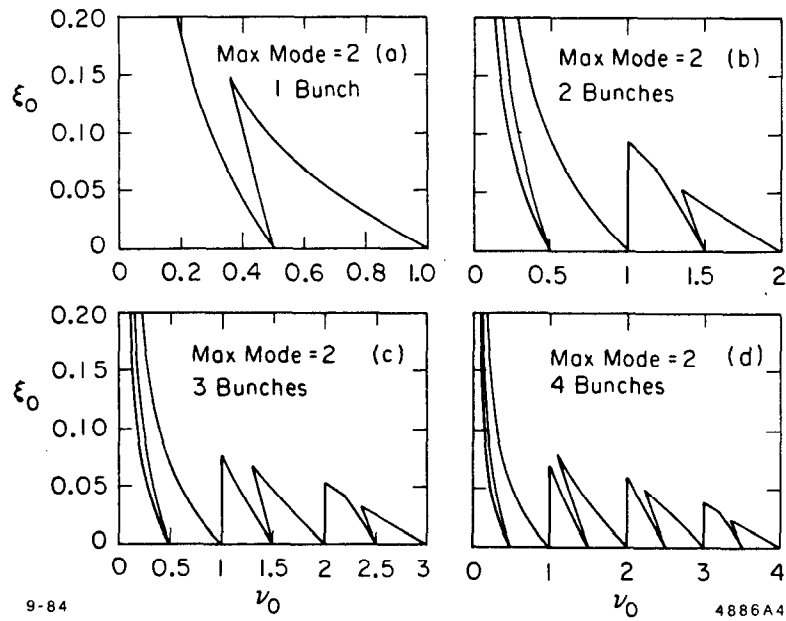 0.20
0.15
ξ₀
0.10
0.05
0
Max Mode = 2 (a)
1 Bunch
0 0.2 0.4 0.6 0.8 1.0
Max Mode = 2 (b)
2 Bunches
0 0.5 1 1.5 2
0.20
0.15
ξ₀
0.10
0.05
0
Max Mode = 2 (c)
3 Bunches
0 0.5 1 1.5 2 2.5 3
ν₀
Max Mode = 2 (d)
4 Bunches
0 1 2 3 4
ν₀
9-84
4886A4